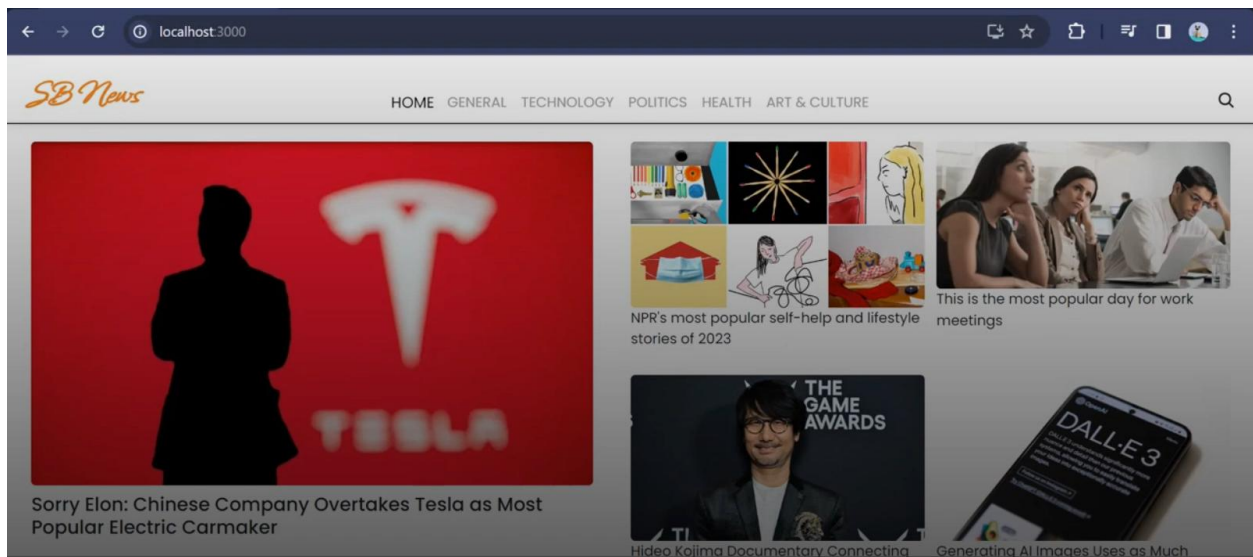 localhost:3000
SB News
HOME GENERAL TECHNOLOGY POLITICS HEALTH ART & CULTURE
TESLA
Sorry Elon: Chinese Company Overtakes Tesla as Most
Popular Electric Carmaker
NPR's most popular self-help and lifestyle
stories of 2023
This is the most popular day for work
meetings
THE
GAME
AWARDS
Hideo Kojima Documentary Connecting
OpenAI
DALL·E 3
Generating AI Images Uses as Much